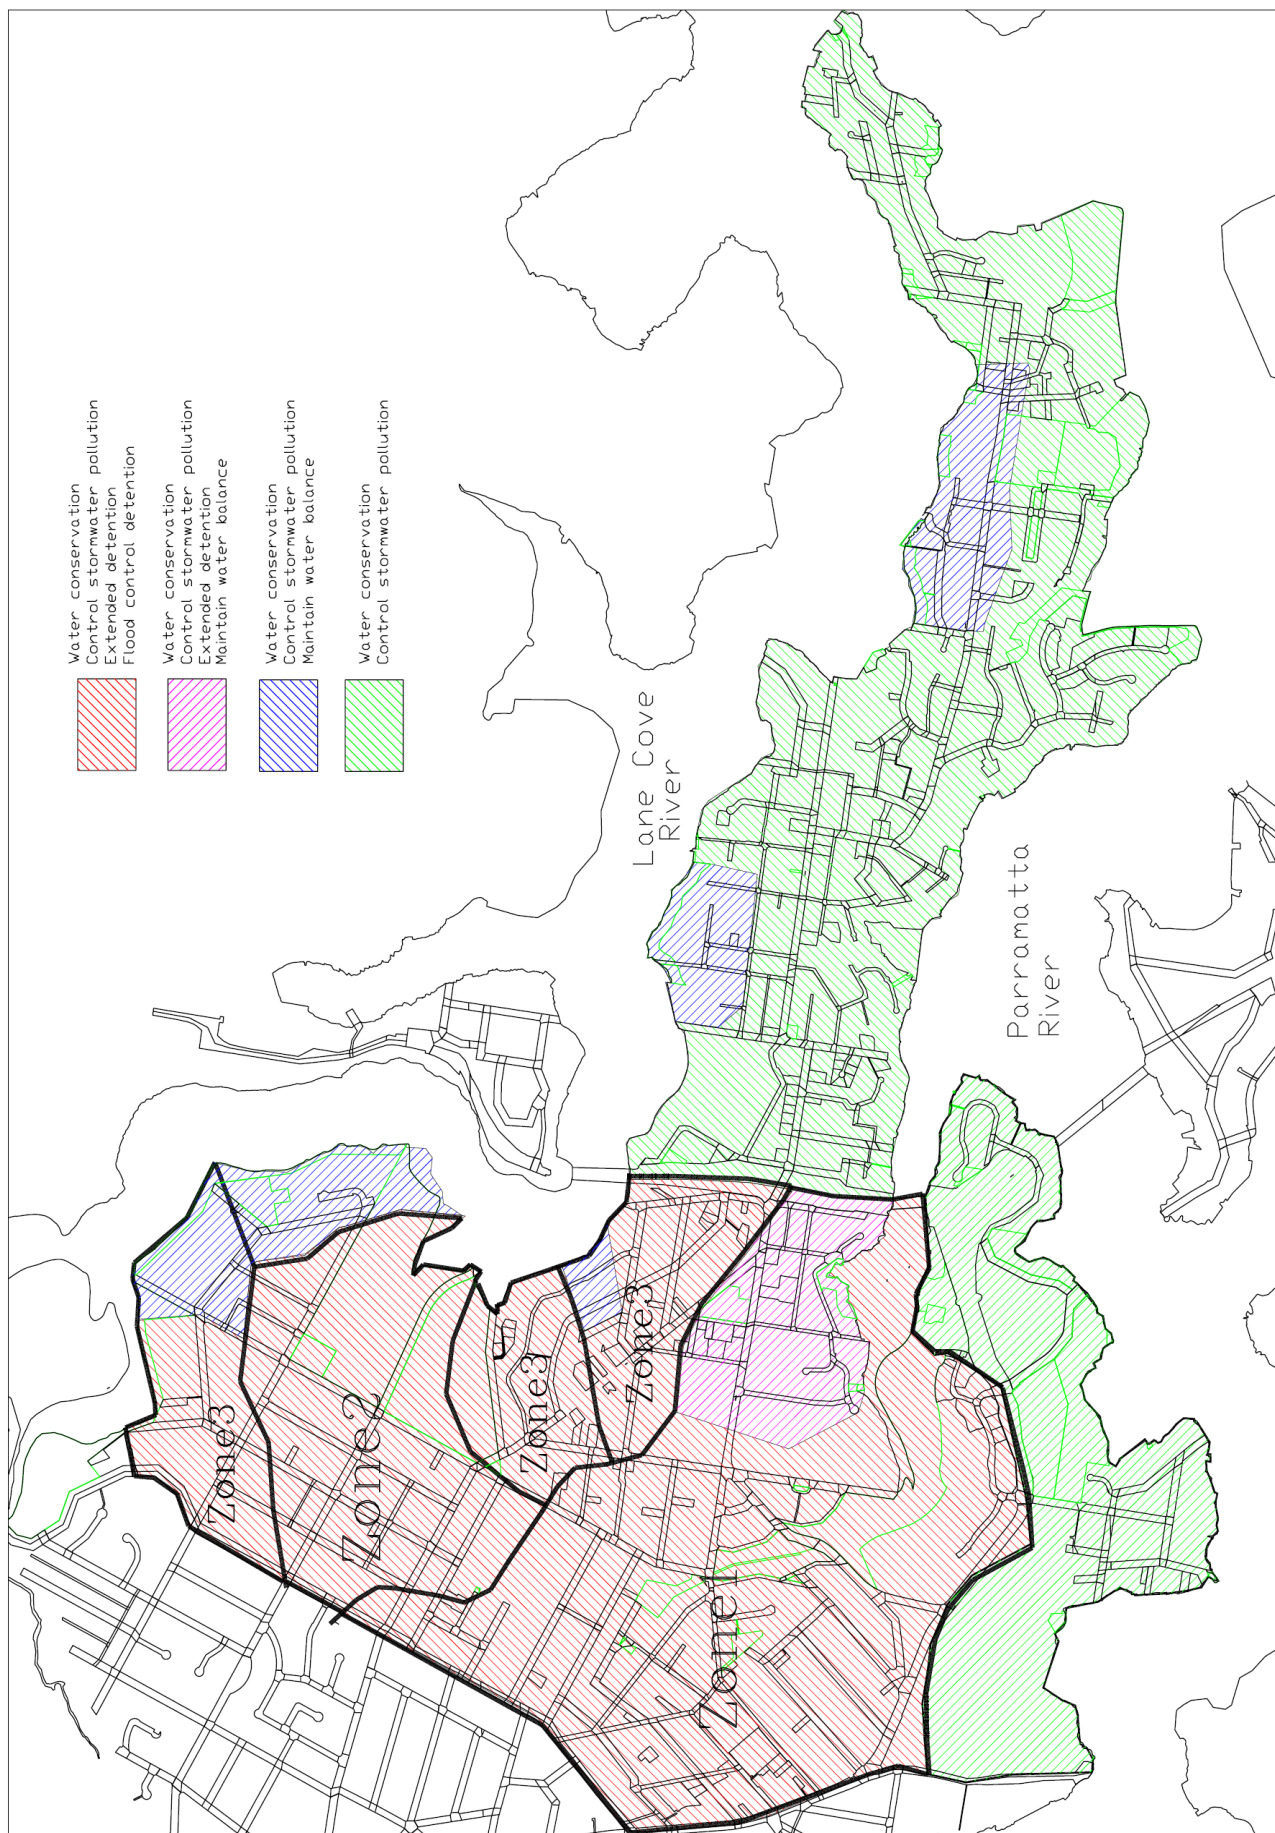 Water conservation
Control stormwater pollution
Extended detention
Flood control detention
Water conservation
Control stormwater pollution
Extended detention
Maintain water balance
Water conservation
Control stormwater pollution
Maintain water balance
Water conservation
Control stormwater pollution
Lane Cove
River
Parramatta
River
Zone3
Zone2
Zone3
Zone3
Zone1